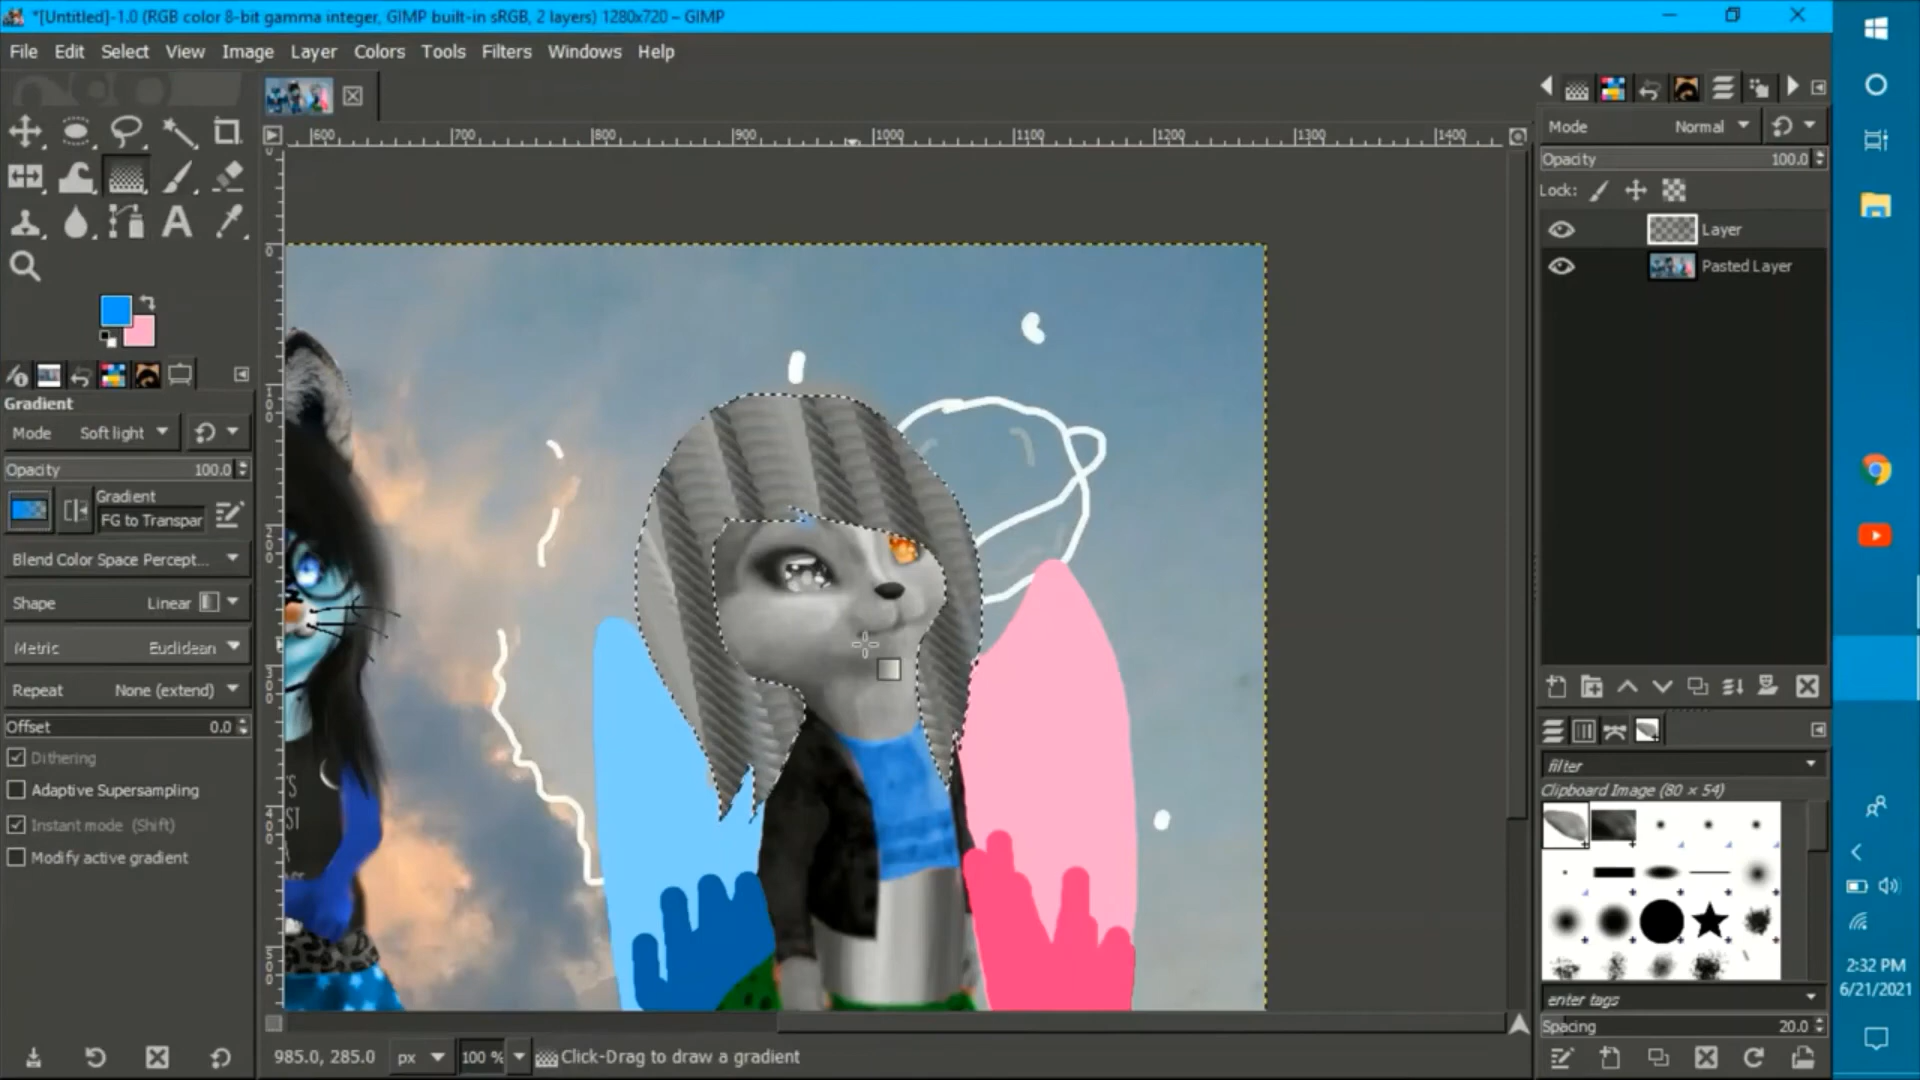 *[Untitled]-1.0 (RGB color 8-bit gamma integer, GIMP built-in sRGB, 2 layers) 1280x720 – GIMP
File Edit Select View Image Layer Colors Tools Filters Windows Help
600 700 800 900 1000 1100 1200 1300 1400
Mode Normal
Opacity 100.0
Lock:
Layer
Pasted Layer
Gradient
Mode Soft light
Opacity 100.0
Gradient
FG to Transpar
Blend Color Space Percept...
Shape Linear
Metric Euclidean
Repeat None (extend)
Offset 0.0
Dithering
Adaptive Supersampling
Instant mode (Shift)
Modify active gradient
filter
Clipboard Image (80 × 54)
enter tags
Spacing 20.0
2:32 PM
6/21/2021
985.0, 285.0 px 100 % Click-Drag to draw a gradient